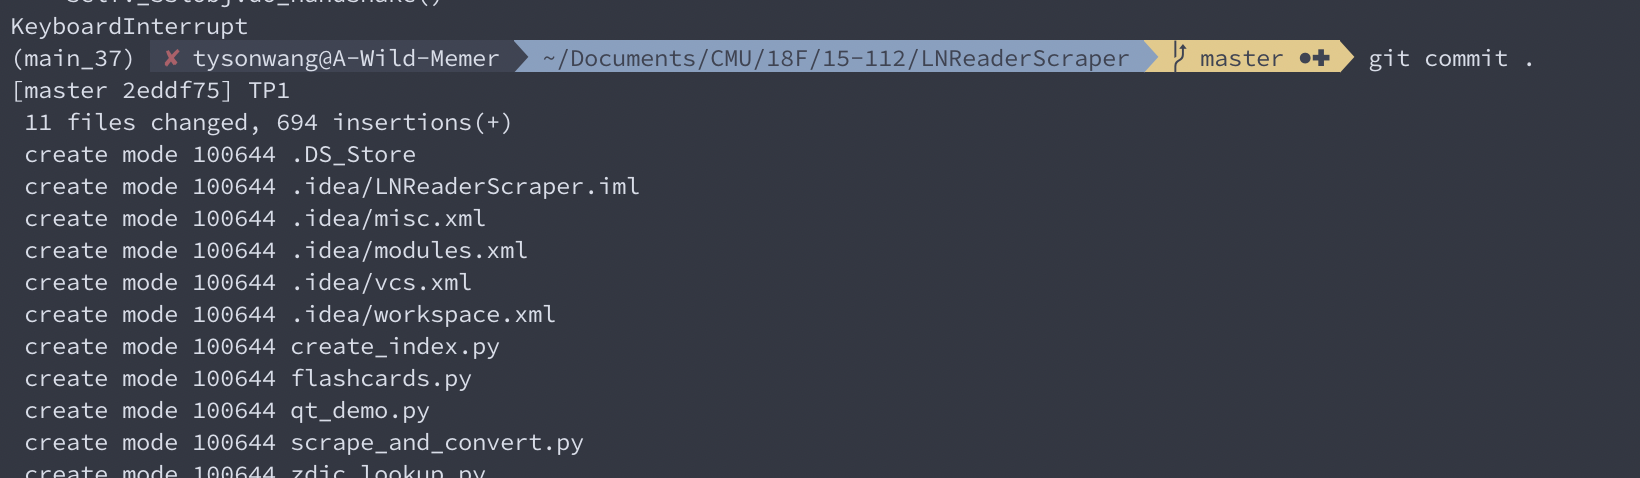 KeyboardInterrupt
(main_37) ✘ tysonwang@A-Wild-Memer ~/Documents/CMU/18F/15-112/LNReaderScraper master ●✚ git commit .
[master 2eddf75] TP1
11 files changed, 694 insertions(+)
create mode 100644 .DS_Store
create mode 100644 .idea/LNReaderScraper.iml
create mode 100644 .idea/misc.xml
create mode 100644 .idea/modules.xml
create mode 100644 .idea/vcs.xml
create mode 100644 .idea/workspace.xml
create mode 100644 create_index.py
create mode 100644 flashcards.py
create mode 100644 qt_demo.py
create mode 100644 scrape_and_convert.py
create mode 100644 zdic_lookup.py